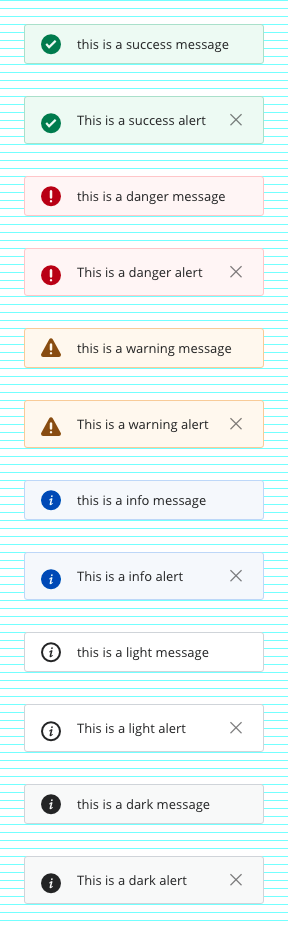 this is a success message
This is a success alert
this is a danger message
This is a danger alert
this is a warning message
This is a warning alert
this is a info message
This is a info alert
this is a light message
This is a light alert
this is a dark message
This is a dark alert